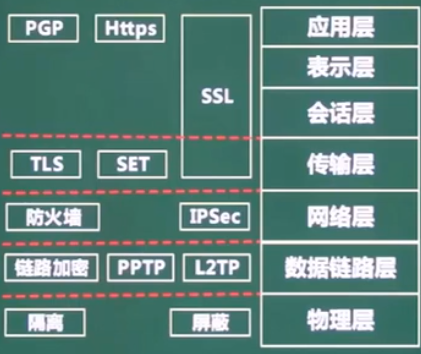 PGP Https 应用层
表示层
SSL
会话层
TLS SET 传输层
防火墙 IPSec 网络层
链路加密 PPTP L2TP 数据链路层
隔离 屏蔽 物理层